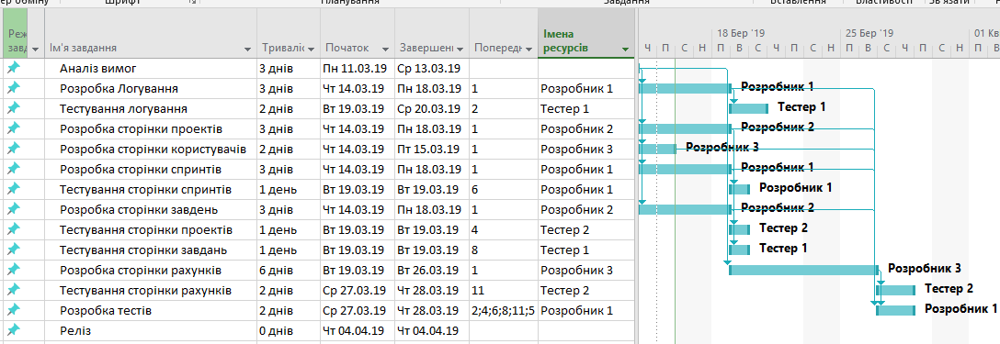 ер обміну Шрифт Планування Завдання Вставлення Властивості Зв'язати
Імена
Реж
завд Ім'я завдання Триваліс Початок Завершенн Попередн ресурсів
18 Бер '19 25 Бер '19 01 Кв
Ч П С Н П В С Ч П С Н П В С Ч П С Н П В
Аналіз вимог 3 днів Пн 11.03.19 Ср 13.03.19
Розробка Логування 3 днів Чт 14.03.19 Пн 18.03.19 1 Розробник 1 Розробник 1
Тестування логування 2 днів Вт 19.03.19 Ср 20.03.19 2 Тестер 1 Тестер 1
Розробка сторінки проектів 3 днів Чт 14.03.19 Пн 18.03.19 1 Розробник 2 Розробник 2
Розробка сторінки користувачів 2 днів Чт 14.03.19 Пт 15.03.19 1 Розробник 3 Розробник 3
Розробка сторінки спринтів 3 днів Чт 14.03.19 Пн 18.03.19 1 Розробник 1 Розробник 1
Тестування сторінки спринтів 1 день Вт 19.03.19 Вт 19.03.19 6 Розробник 1 Розробник 1
Розробка сторінки завдень 3 днів Чт 14.03.19 Пн 18.03.19 1 Розробник 2 Розробник 2
Тестування сторінки проектів 1 день Вт 19.03.19 Вт 19.03.19 4 Тестер 2 Тестер 2
Тестування сторінки завдань 1 день Вт 19.03.19 Вт 19.03.19 8 Тестер 1 Тестер 1
Розробка сторінки рахунків 6 днів Вт 19.03.19 Вт 26.03.19 1 Розробник 3 Розробник 3
Тестування сторінки рахунків 2 днів Ср 27.03.19 Чт 28.03.19 11 Тестер 2 Тестер 2
Розробка тестів 2 днів Ср 27.03.19 Чт 28.03.19 2;4;6;8;11;5 Розробник 1 Розробник 1
Реліз 0 днів Чт 04.04.19 Чт 04.04.19